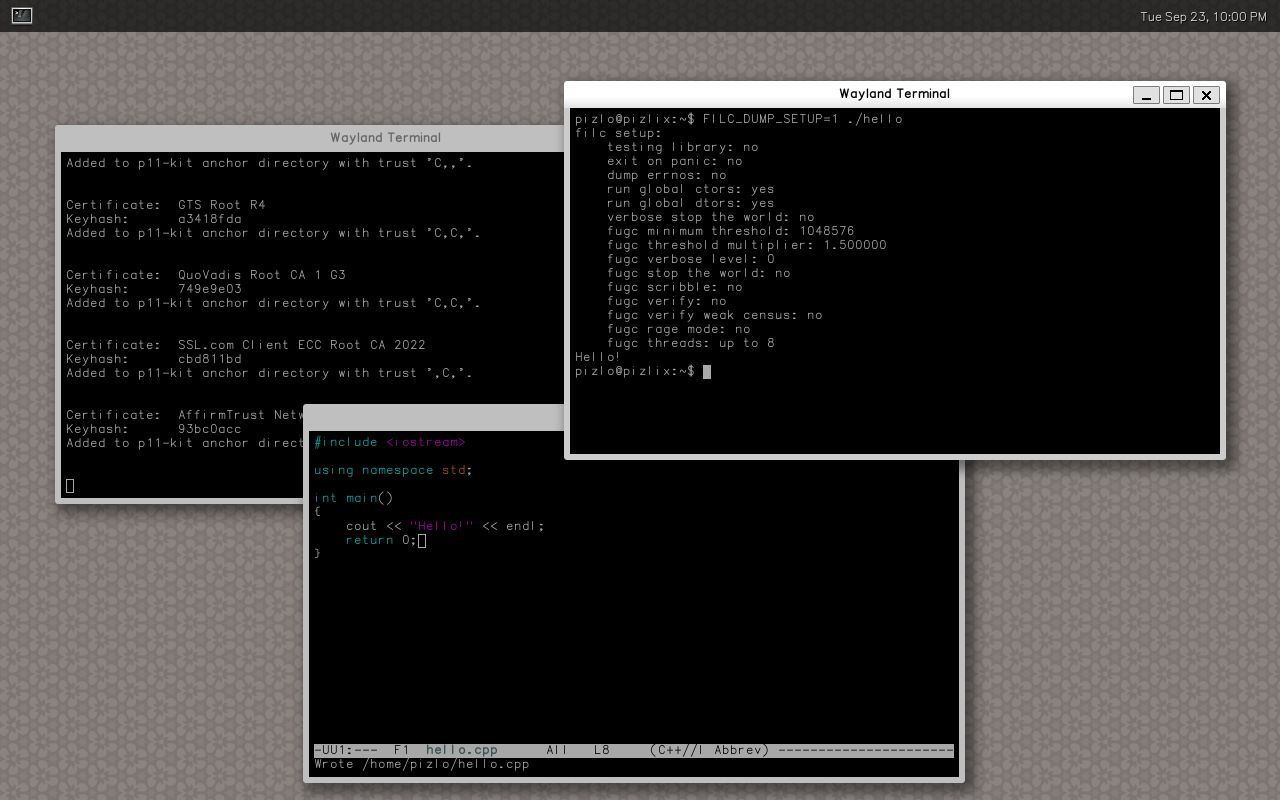 Tue Sep 23, 10:00 PM
Wayland Terminal
Added to p11-kit anchor directory with trust 'C,,'.
Certificate:  GTS Root R4
Keyhash:      a3418fda
Added to p11-kit anchor directory with trust 'C,C,'.
Certificate:  QuoVadis Root CA 1 G3
Keyhash:      749e9e03
Added to p11-kit anchor directory with trust 'C,C,'.
Certificate:  SSL.com Client ECC Root CA 2022
Keyhash:      cbd811bd
Added to p11-kit anchor directory with trust ',C,'.
Certificate:  AffirmTrust
Keyhash:      93bc0acc
Added to p11-kit anchor
Wayland Terminal
pizlo@pizlix:~$ FILC_DUMP_SETUP=1 ./hello
filc setup:
    testing library: no
    exit on panic: no
    dump errnos: no
    run global ctors: yes
    run global dtors: yes
    verbose stop the world: no
    fugc minimum threshold: 1048576
    fugc threshold multiplier: 1.500000
    fugc verbose level: 0
    fugc stop the world: no
    fugc scribble: no
    fugc verify: no
    fugc verify weak census: no
    fugc rage mode: no
    fugc threads: up to 8
Hello!
pizlo@pizlix:~$
#include <iostream>
using namespace std;
int main()
{
    cout << "Hello!" << endl;
    return 0;
}
-UU1:---  F1  hello.cpp      All   L8     (C++//l Abbrev) ----------------------
Wrote /home/pizlo/hello.cpp